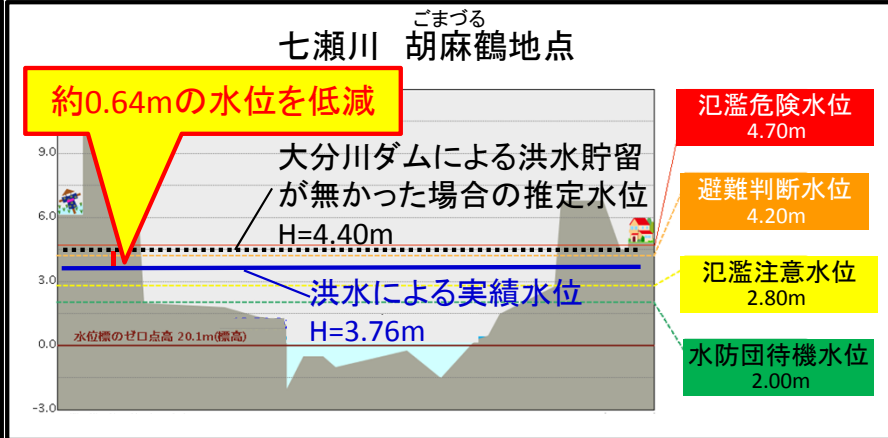 ごまづる
七瀬川 胡麻鶴地点
約0.64mの水位を低減
大分川ダムによる洪水貯留
が無かった場合の推定水位
H=4.40m
洪水による実績水位
H=3.76m
水位標のゼロ点高 20.1m(標高)
9.0
6.0
3.0
0.0
-3.0
氾濫危険水位
4.70m
避難判断水位
4.20m
氾濫注意水位
2.80m
水防団待機水位
2.00m